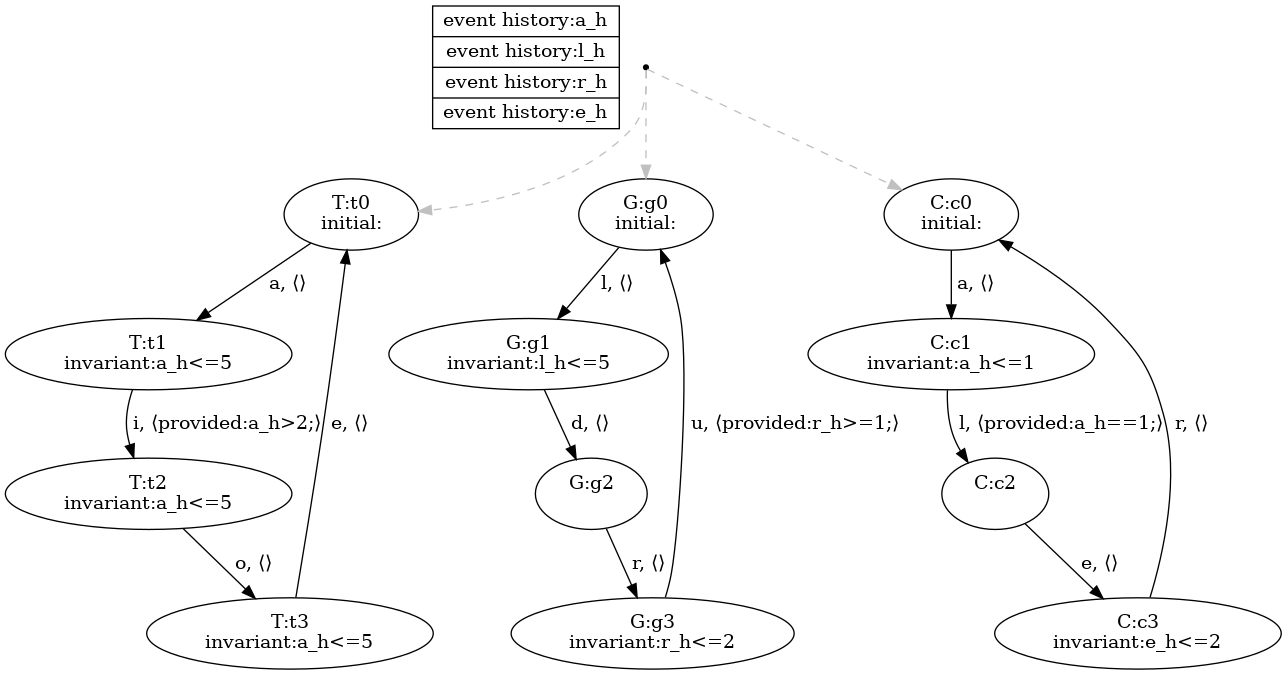 event history:a_h
event history:l_h
event history:r_h
event history:e_h
T:t0
initial:
G:g0
initial:
C:c0
initial:
a, ⟨⟩
l, ⟨⟩
a, ⟨⟩
T:t1
invariant:a_h<=5
G:g1
invariant:l_h<=5
C:c1
invariant:a_h<=1
i, ⟨provided:a_h>2;⟩
e, ⟨⟩
d, ⟨⟩
u, ⟨provided:r_h>=1;⟩
l, ⟨provided:a_h==1;⟩
r, ⟨⟩
T:t2
invariant:a_h<=5
G:g2
C:c2
o, ⟨⟩
r, ⟨⟩
e, ⟨⟩
T:t3
invariant:a_h<=5
G:g3
invariant:r_h<=2
C:c3
invariant:e_h<=2